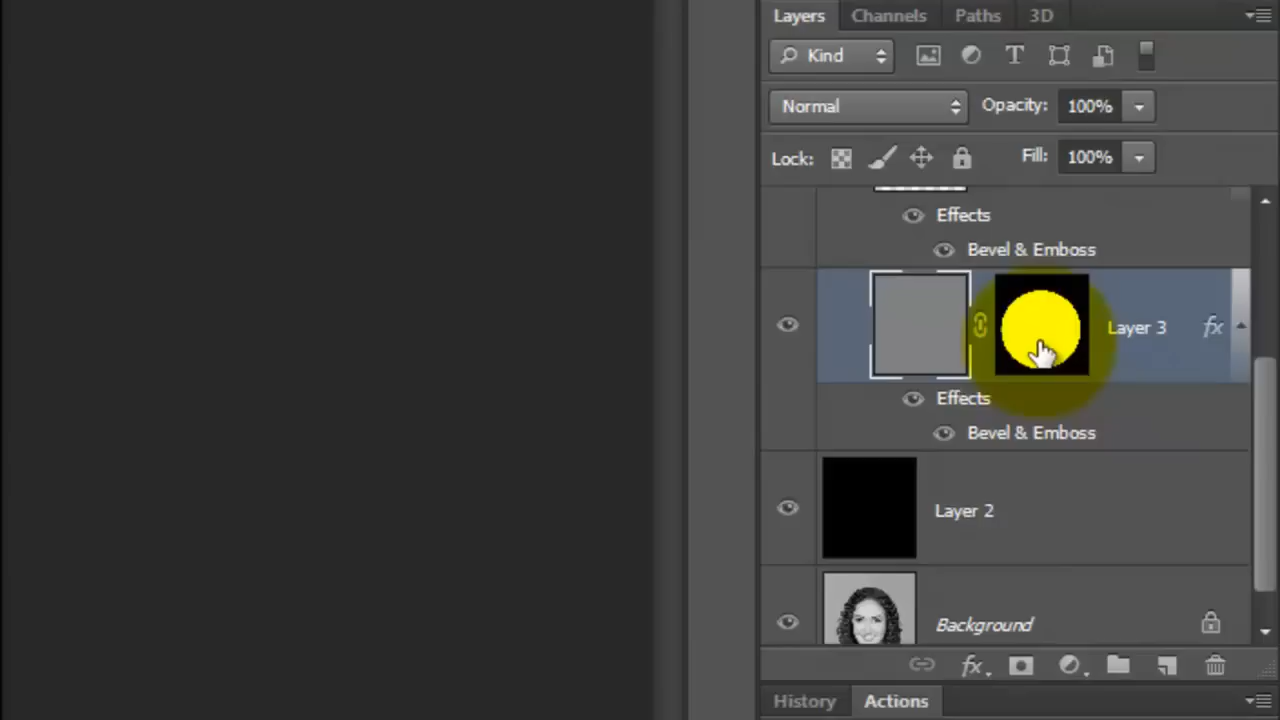 Layers Channels Paths 3D
Kind T
Normal Opacity: 100%
Lock: Fill: 100%
Effects
Bevel & Emboss
Layer 3 fx
Effects
Bevel & Emboss
Layer 2
Background
fx
History Actions